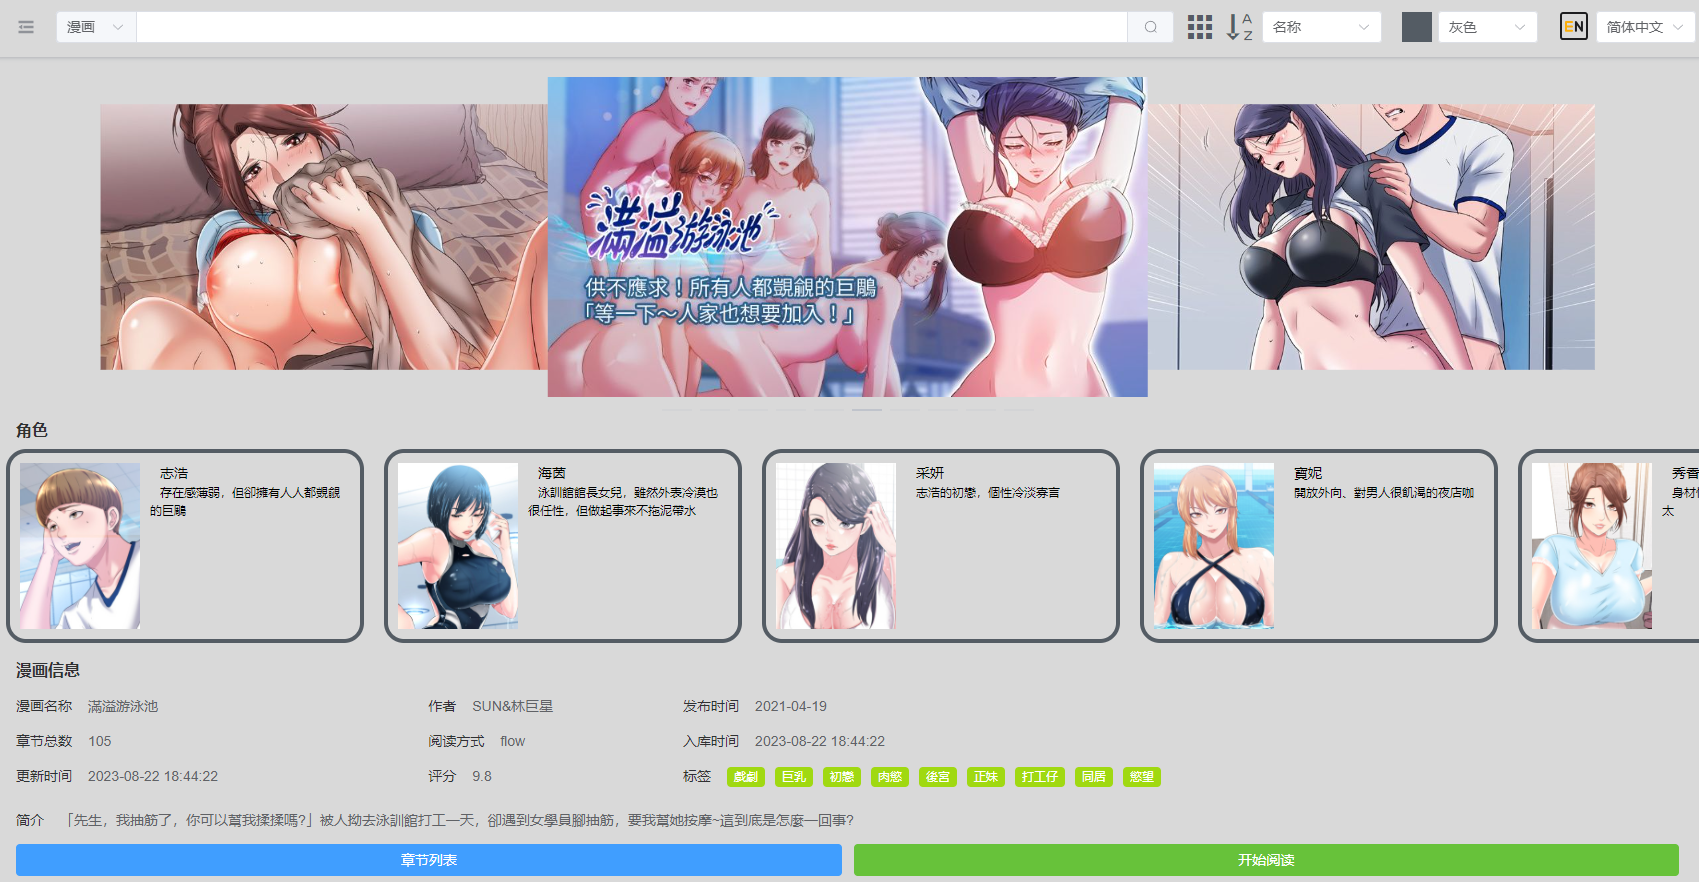 漫画
A
Z
名称
灰色
EN
简体中文
滿溢游泳池
供不應求！所有人都覬覦的巨鵰
「等一下～人家也想要加入！」
角色
志浩
存在感薄弱，但卻擁有人人都覬覦
的巨鵰
海茵
泳訓館館長女兒，雖然外表冷漠也
很任性，但做起事來不拖泥帶水
采妍
志浩的初戀，個性冷淡寡言
寶妮
開放外向、對男人很飢渴的夜店咖
秀香
身材
太
漫画信息
漫画名称 滿溢游泳池 作者 SUN&林巨星 发布时间 2021-04-19
章节总数 105 阅读方式 flow 入库时间 2023-08-22 18:44:22
更新时间 2023-08-22 18:44:22 评分 9.8 标签 戲劇 巨乳 初戀 肉慾 後宮 正妹 打工仔 同居 慾望
简介 「先生，我抽筋了，你可以幫我揉揉嗎?」被人拗去泳訓館打工一天，卻遇到女學員腳抽筋，要我幫她按摩~這到底是怎麼一回事?
章节列表 开始阅读